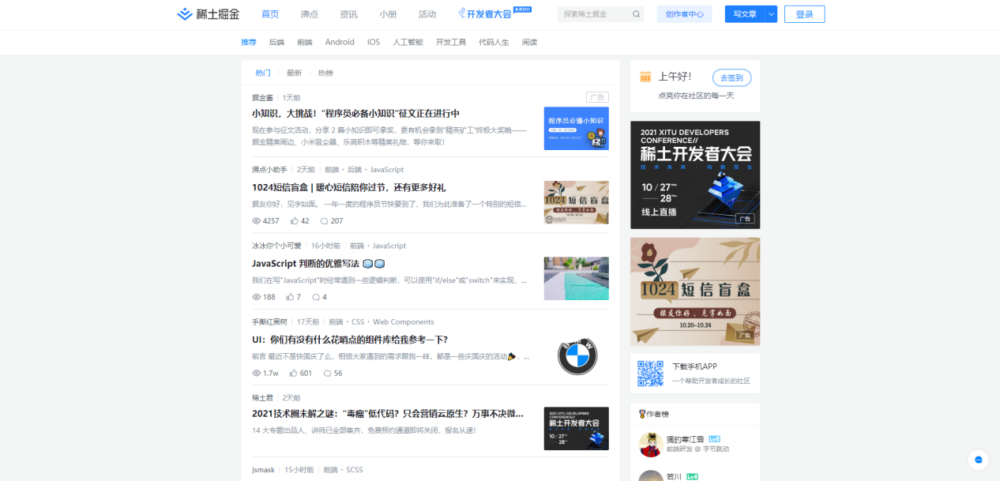 稀土掘金
首页
沸点
资讯
小册
活动
开发者大会
探索稀土掘金
创作者中心
写文章
登录
推荐
后端
前端
Android
iOS
人工智能
开发工具
代码人生
阅读
热门
最新
热榜
掘金酱
1天前
广告
小知识，大挑战！“程序员必备小知识”征文正在进行中
现在参与征文活动，分享 2 篇小知识即可拿奖，更有机会拿到“精英矿工”终极大奖哦——
掘金精美周边、小米吸尘器、乐高积木等精美礼物，等你来取！
程序员必懂小知识
沸点小助手
2天前
前端 · 后端 · JavaScript
1024短信盲盒 | 暖心短信陪你过节，还有更多好礼
掘友你好，见字如面。 一年一度的程序员节快要到了，我们为此准备了一个特别的短信...
4257
42
207
1024 短信盲盒
10.20-10.24
冰冰你个小可爱
16小时前
前端 · JavaScript
JavaScript 判断的优雅写法
我们在写"JavaScript"时经常遇到一些逻辑判断，可以使用"if/else"或"switch"来实现，...
188
7
4
手撕红黑树
17天前
前端 · CSS · Web Components
UI：你们有没有什么花哨点的组件库给我参考一下？
前言 最近不是快国庆了么，相信大家遇到的需求跟我一样，都是一些庆国庆的活动，...
1.7w
601
56
稀土君
2天前
2021技术圈未解之谜：“毒瘤”低代码？只会营销云原生？万事不决微...
14 大专题出品人、讲师已全部集齐，免费预约通道即将关闭，报名从速！
2021 XITU DEVELOPERS
CONFERENCE//
稀土开发者大会
10 / 27
28
线上直播
jsmask
15小时前
前端 · SCSS
上午好！
去签到
点亮你在社区的每一天
2021 XITU DEVELOPERS
CONFERENCE//
稀土开发者大会
10 / 27
28
线上直播
广告
1024 短信盲盒
掘友你好，见字如面
10.20-10.24
广告
下载手机APP
一个帮助开发者成长的社区
作者榜
獨釣寒江雪
前端研发 @ 字节跳动
若川
Lv6